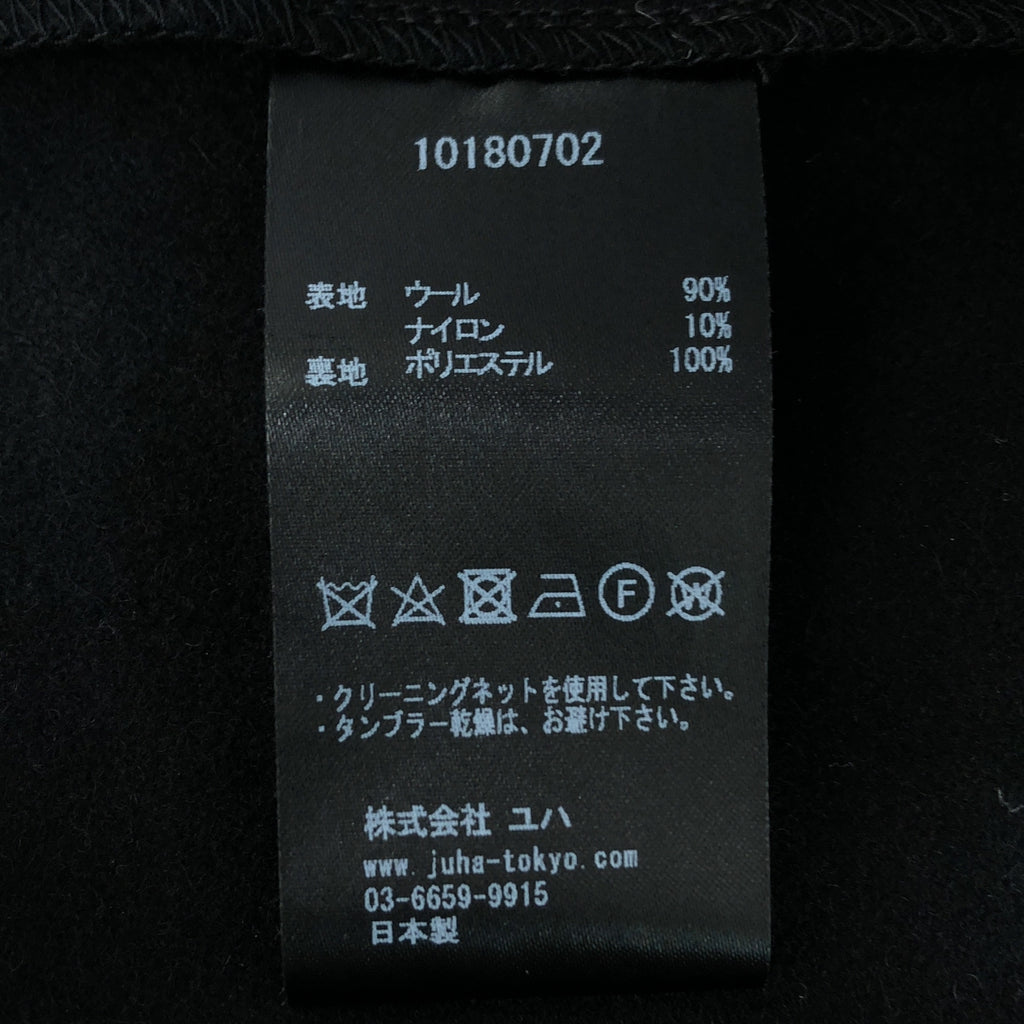 10180702
表地 ウール 90%
ナイロン 10%
裏地 ポリエステル 100%
F W
・クリーニングネットを使用して下さい。
・タンブラー乾燥は、お避け下さい。
株式会社 ユハ
www.juha-tokyo.com
03-6659-9915
日本製